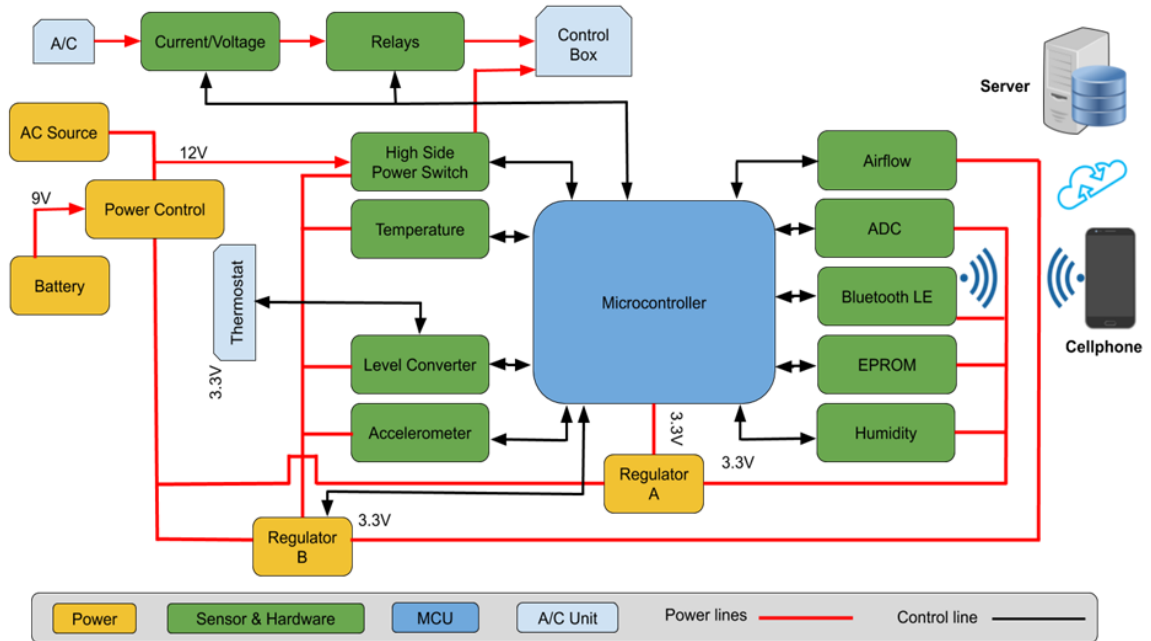 A/C
Current/Voltage
Relays
Control
Box
Server
AC Source
12V
High Side
Power Switch
Airflow
9V
Power Control
Temperature
ADC
Battery
Thermostat
Microcontroller
Bluetooth LE
Cellphone
3.3V
Level Converter
EPROM
Accelerometer
3.3V
Humidity
3.3V
Regulator
A
3.3V
Regulator
B
Power
Sensor & Hardware
MCU
A/C Unit
Power lines
Control line